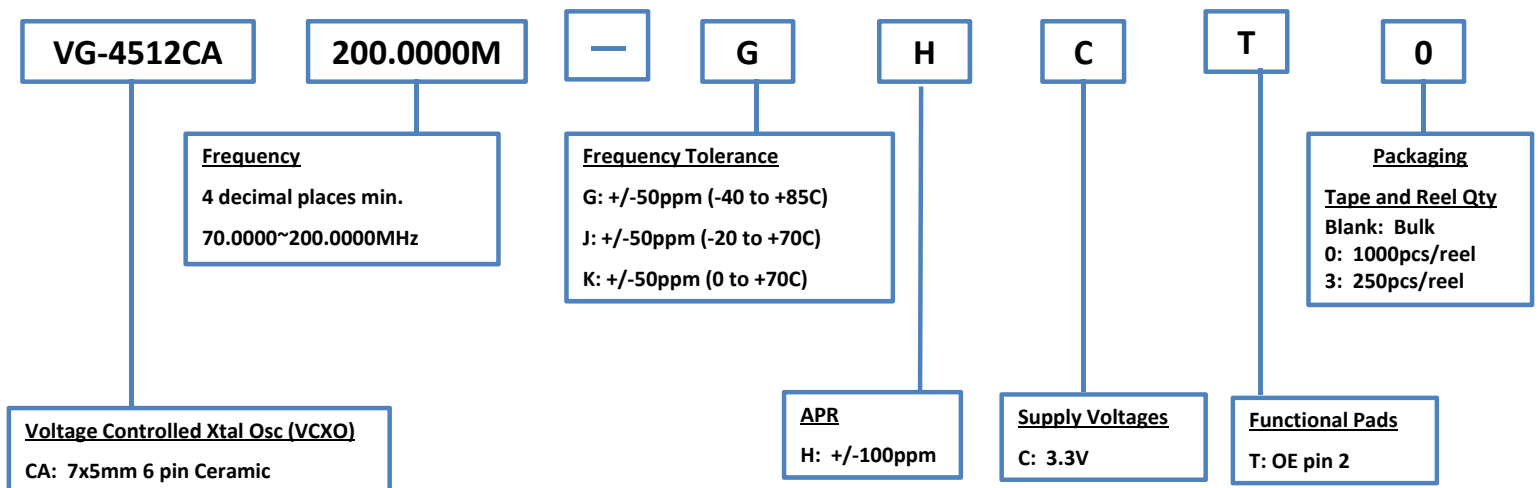 VG-4512CA 200.0000M — G H C T 0
Frequency
4 decimal places min.
70.0000~200.0000MHz
Frequency Tolerance
G: +/-50ppm (-40 to +85C)
J: +/-50ppm (-20 to +70C)
K: +/-50ppm (0 to +70C)
Packaging
Tape and Reel Qty
Blank: Bulk
0: 1000pcs/reel
3: 250pcs/reel
Voltage Controlled Xtal Osc (VCXO)
CA: 7x5mm 6 pin Ceramic
APR
H: +/-100ppm
Supply Voltages
C: 3.3V
Functional Pads
T: OE pin 2